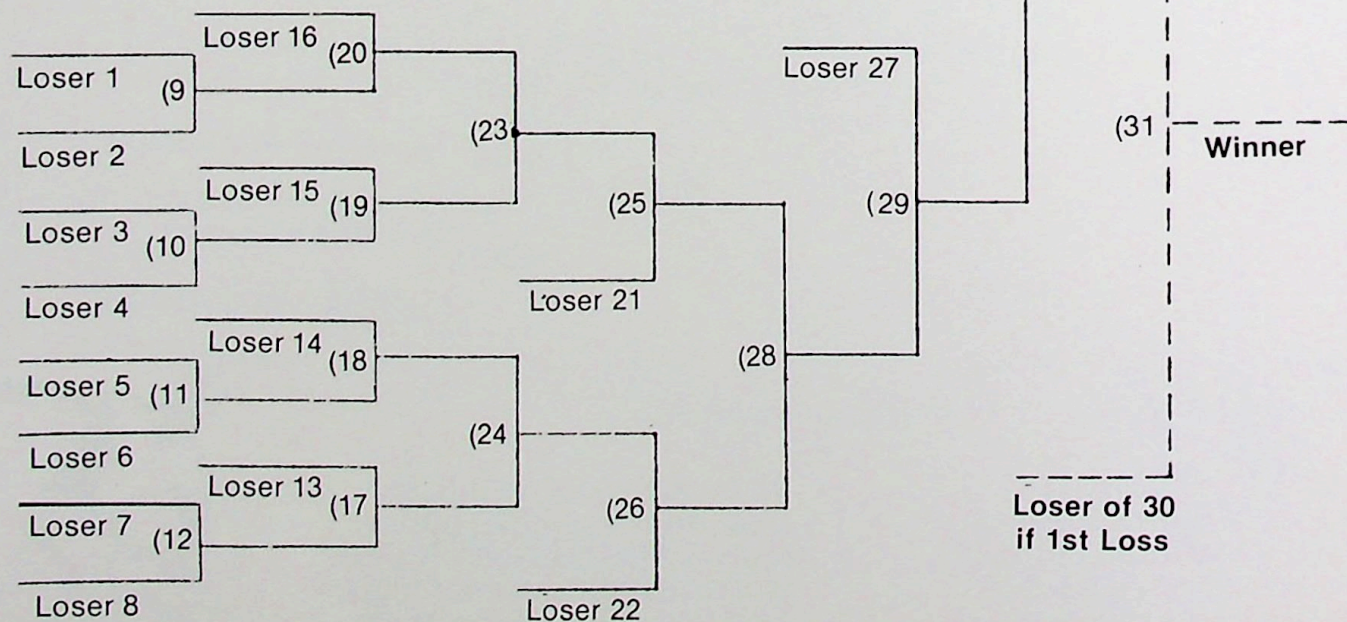 Loser 16
(20
Loser 1
(9
Loser 2
(23
Loser 15
(19
Loser 3
(10
Loser 4
(25
Loser 21
Loser 14
(18
Loser 5
(11
Loser 6
(24
Loser 13
(17
Loser 7
(12
Loser 8
(26
Loser 22
(28
Loser 27
(29
(31
Winner
Loser of 30
if 1st Loss